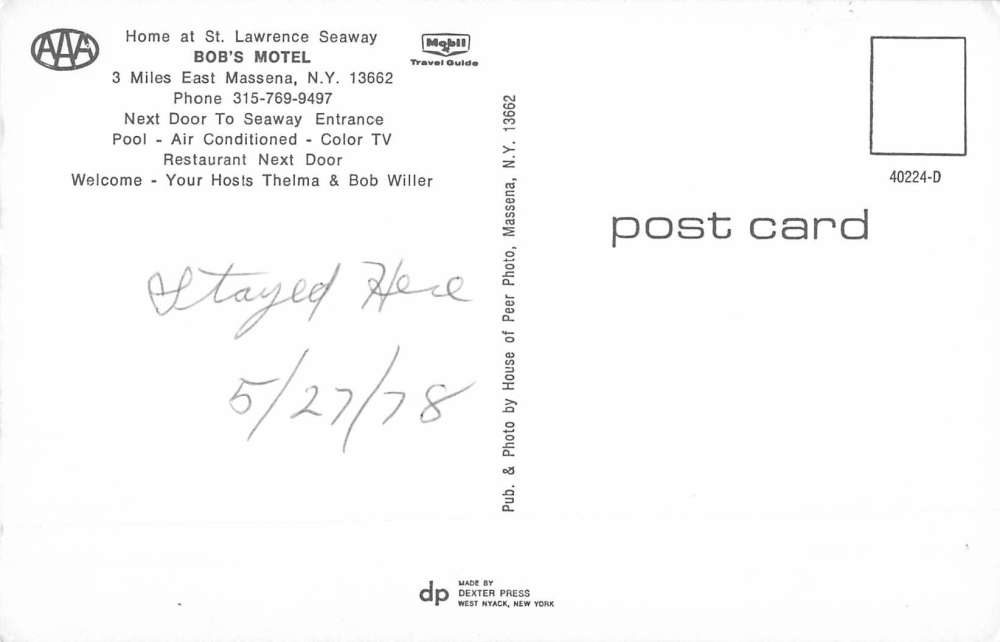 AAA
Home at St. Lawrence Seaway
BOB'S MOTEL
3 Miles East Massena, N.Y. 13662
Phone 315-769-9497
Next Door To Seaway Entrance
Pool - Air Conditioned - Color TV
Restaurant Next Door
Welcome - Your Hosts Thelma & Bob Willer
Mobil
Travel Guide
Stayed Here
5/27/78
Pub. & Photo by House of Peer Photo, Massena, N.Y. 13662
40224-D
post card
dp
MADE BY
DEXTER PRESS
WEST NYACK, NEW YORK